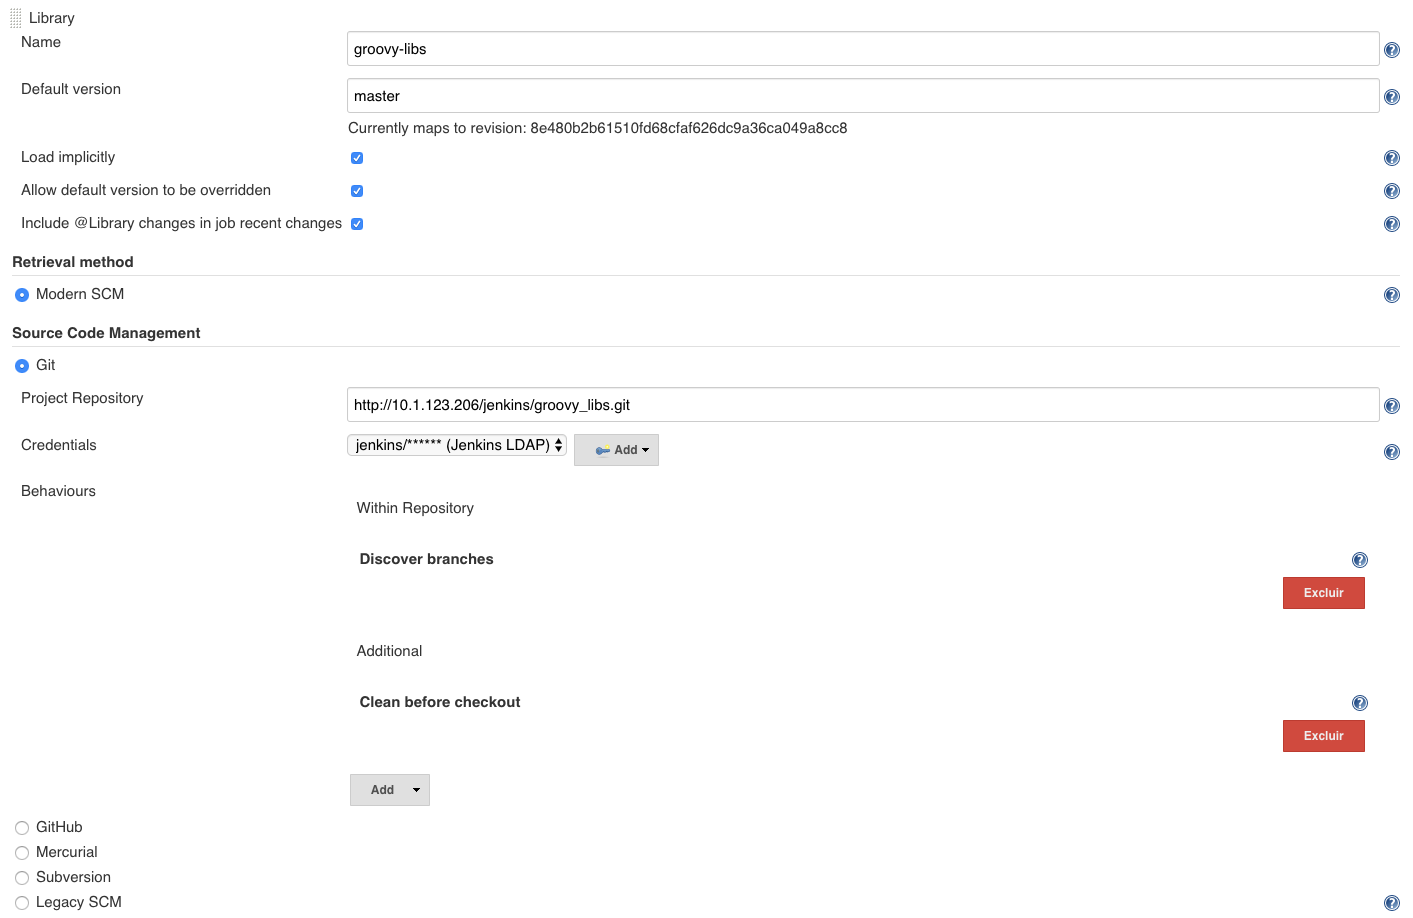 Library
Name
groovy-libs
Default version
master
Currently maps to revision: 8e480b2b61510fd68cfaf626dc9a36ca049a8cc8
Load implicitly
Allow default version to be overridden
Include @Library changes in job recent changes
Retrieval method
Modern SCM
Source Code Management
Git
Project Repository
http://10.1.123.206/jenkins/groovy_libs.git
Credentials
jenkins/****** (Jenkins LDAP)
Add
Behaviours
Within Repository
Discover branches
Excluir
Additional
Clean before checkout
Excluir
Add
GitHub
Mercurial
Subversion
Legacy SCM